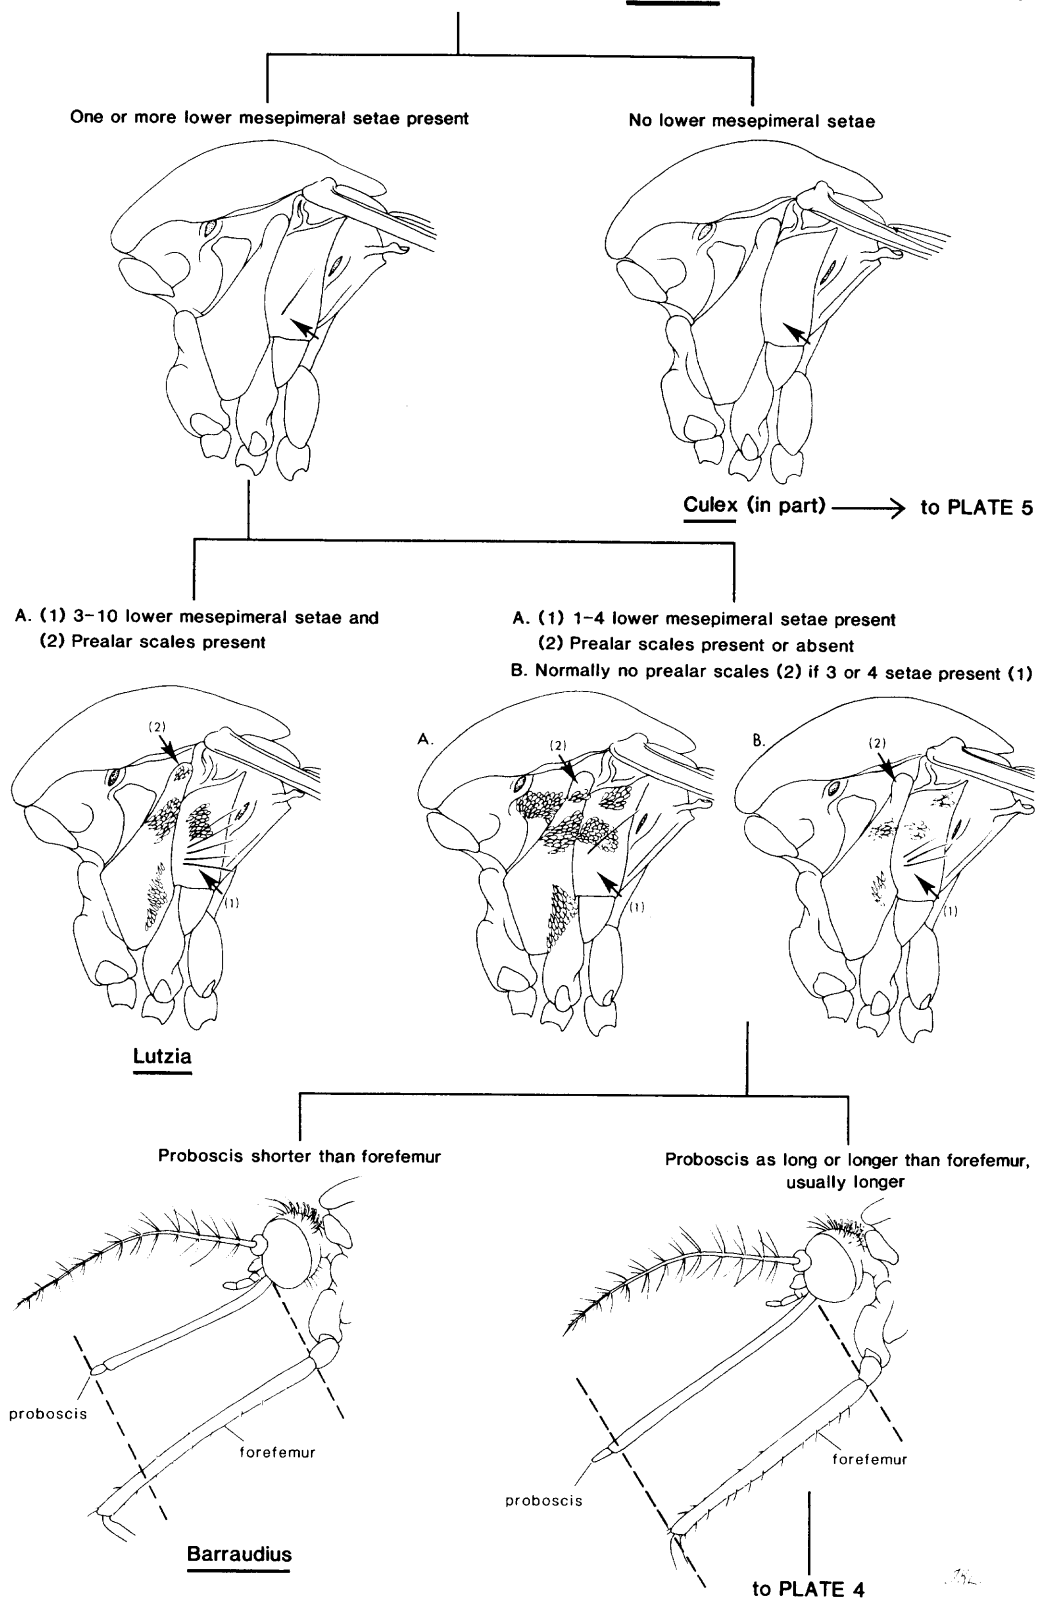 One or more lower mesepimeral setae present
No lower mesepimeral setae
Culex (in part) → to PLATE 5
A. (1) 3-10 lower mesepimeral setae and
(2) Prealar scales present
A. (1) 1-4 lower mesepimeral setae present
(2) Prealar scales present or absent
B. Normally no prealar scales (2) if 3 or 4 setae present (1)
(2)
(1)
Lutzia
A.
(2)
(1)
B.
(2)
(1)
Proboscis shorter than forefemur
Proboscis as long or longer than forefemur,
usually longer
proboscis
forefemur
Barraudius
proboscis
forefemur
to PLATE 4